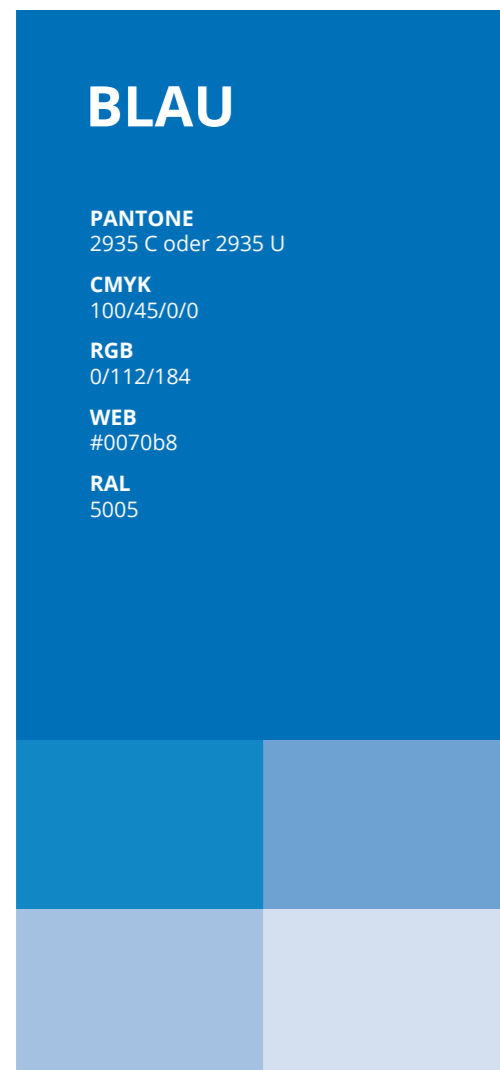 BLAU
PANTONE
2935 C oder 2935 U
CMYK
100/45/0/0
RGB
0/112/184
WEB
#0070b8
RAL
5005